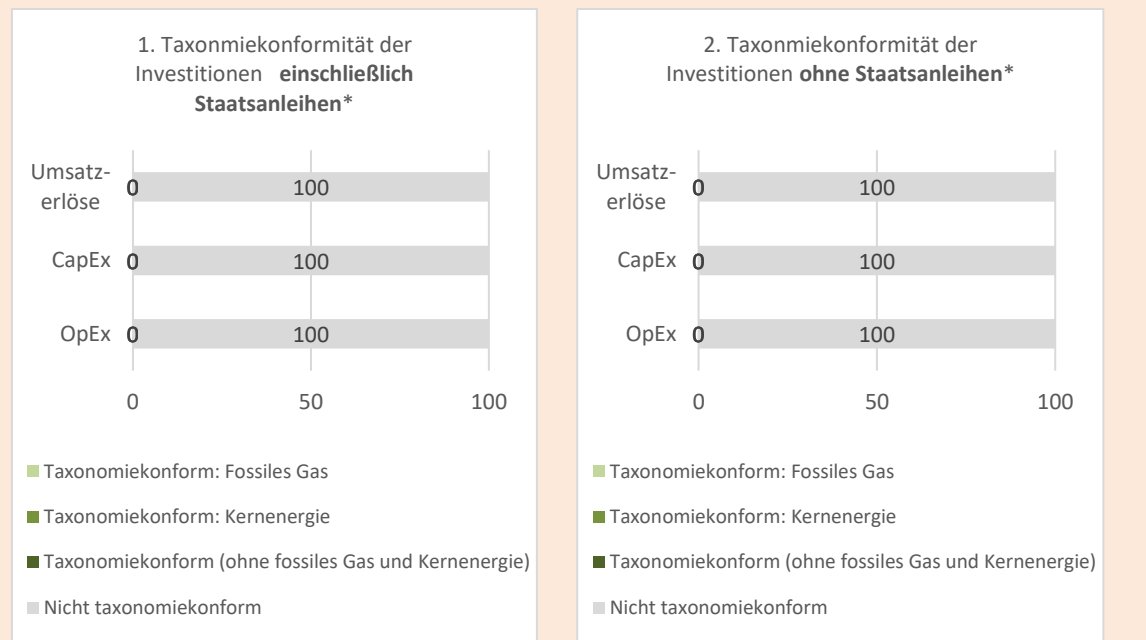 1. Taxonmiekonformität der
Investitionen einschließlich
Staatsanleihen*
Umsatz-
erlöse
0 100
CapEx 0 100
OpEx 0 100
0 50 100
Taxonomiekonform: Fossiles Gas
Taxonomiekonform: Kernenergie
Taxonomiekonform (ohne fossiles Gas und Kernenergie)
Nicht taxonomiekonform
2. Taxonmiekonformität der
Investitionen ohne Staatsanleihen*
Umsatz-
erlöse
0 100
CapEx 0 100
OpEx 0 100
0 50 100
Taxonomiekonform: Fossiles Gas
Taxonomiekonform: Kernenergie
Taxonomiekonform (ohne fossiles Gas und Kernenergie)
Nicht taxonomiekonform